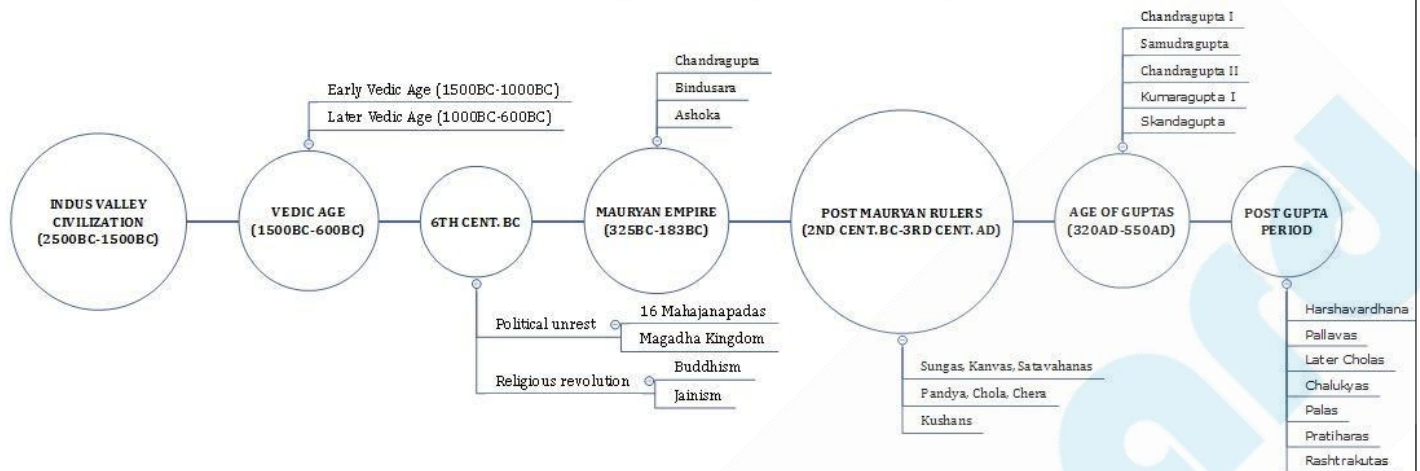 INDUS VALLEY
CIVILIZATION
(2500BC-1500BC)
Early Vedic Age (1500BC-1000BC)
Later Vedic Age (1000BC-600BC)
VEDIC AGE
(1500BC-600BC)
6TH CENT. BC
Political unrest
16 Mahajanapadas
Magadha Kingdom
Religious revolution
Buddhism
Jainism
Chandragupta
Bindusara
Ashoka
MAURYAN EMPIRE
(325BC-183BC)
POST MAURYAN RULERS
(2ND CENT.BC-3RD CENT. AD)
Sungas, Kanvas, Satavahanas
Pandya, Chola, Chera
Kushans
Chandragupta I
Samudragupta
Chandragupta II
Kumaragupta I
Skandagupta
AGE OF GUPTAS
(320AD-550AD)
POST GUPTA
PERIOD
Harshavardhana
Pallavas
Later Cholas
Chalukyas
Palas
Pratiharas
Rashtrakutas